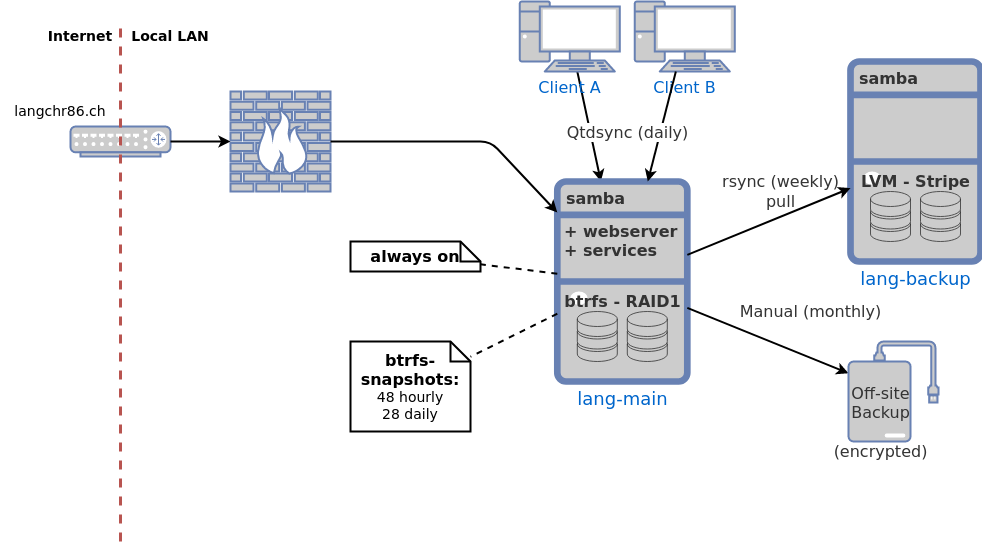 Internet
Local LAN
langchr86.ch
Client A
Client B
Qtdsync (daily)
samba
+ webserver
+ services
btrfs - RAID1
lang-main
always on
btrfs-
snapshots:
48 hourly
28 daily
rsync (weekly)
pull
samba
LVM - Stripe
lang-backup
Manual (monthly)
Off-site
Backup
(encrypted)